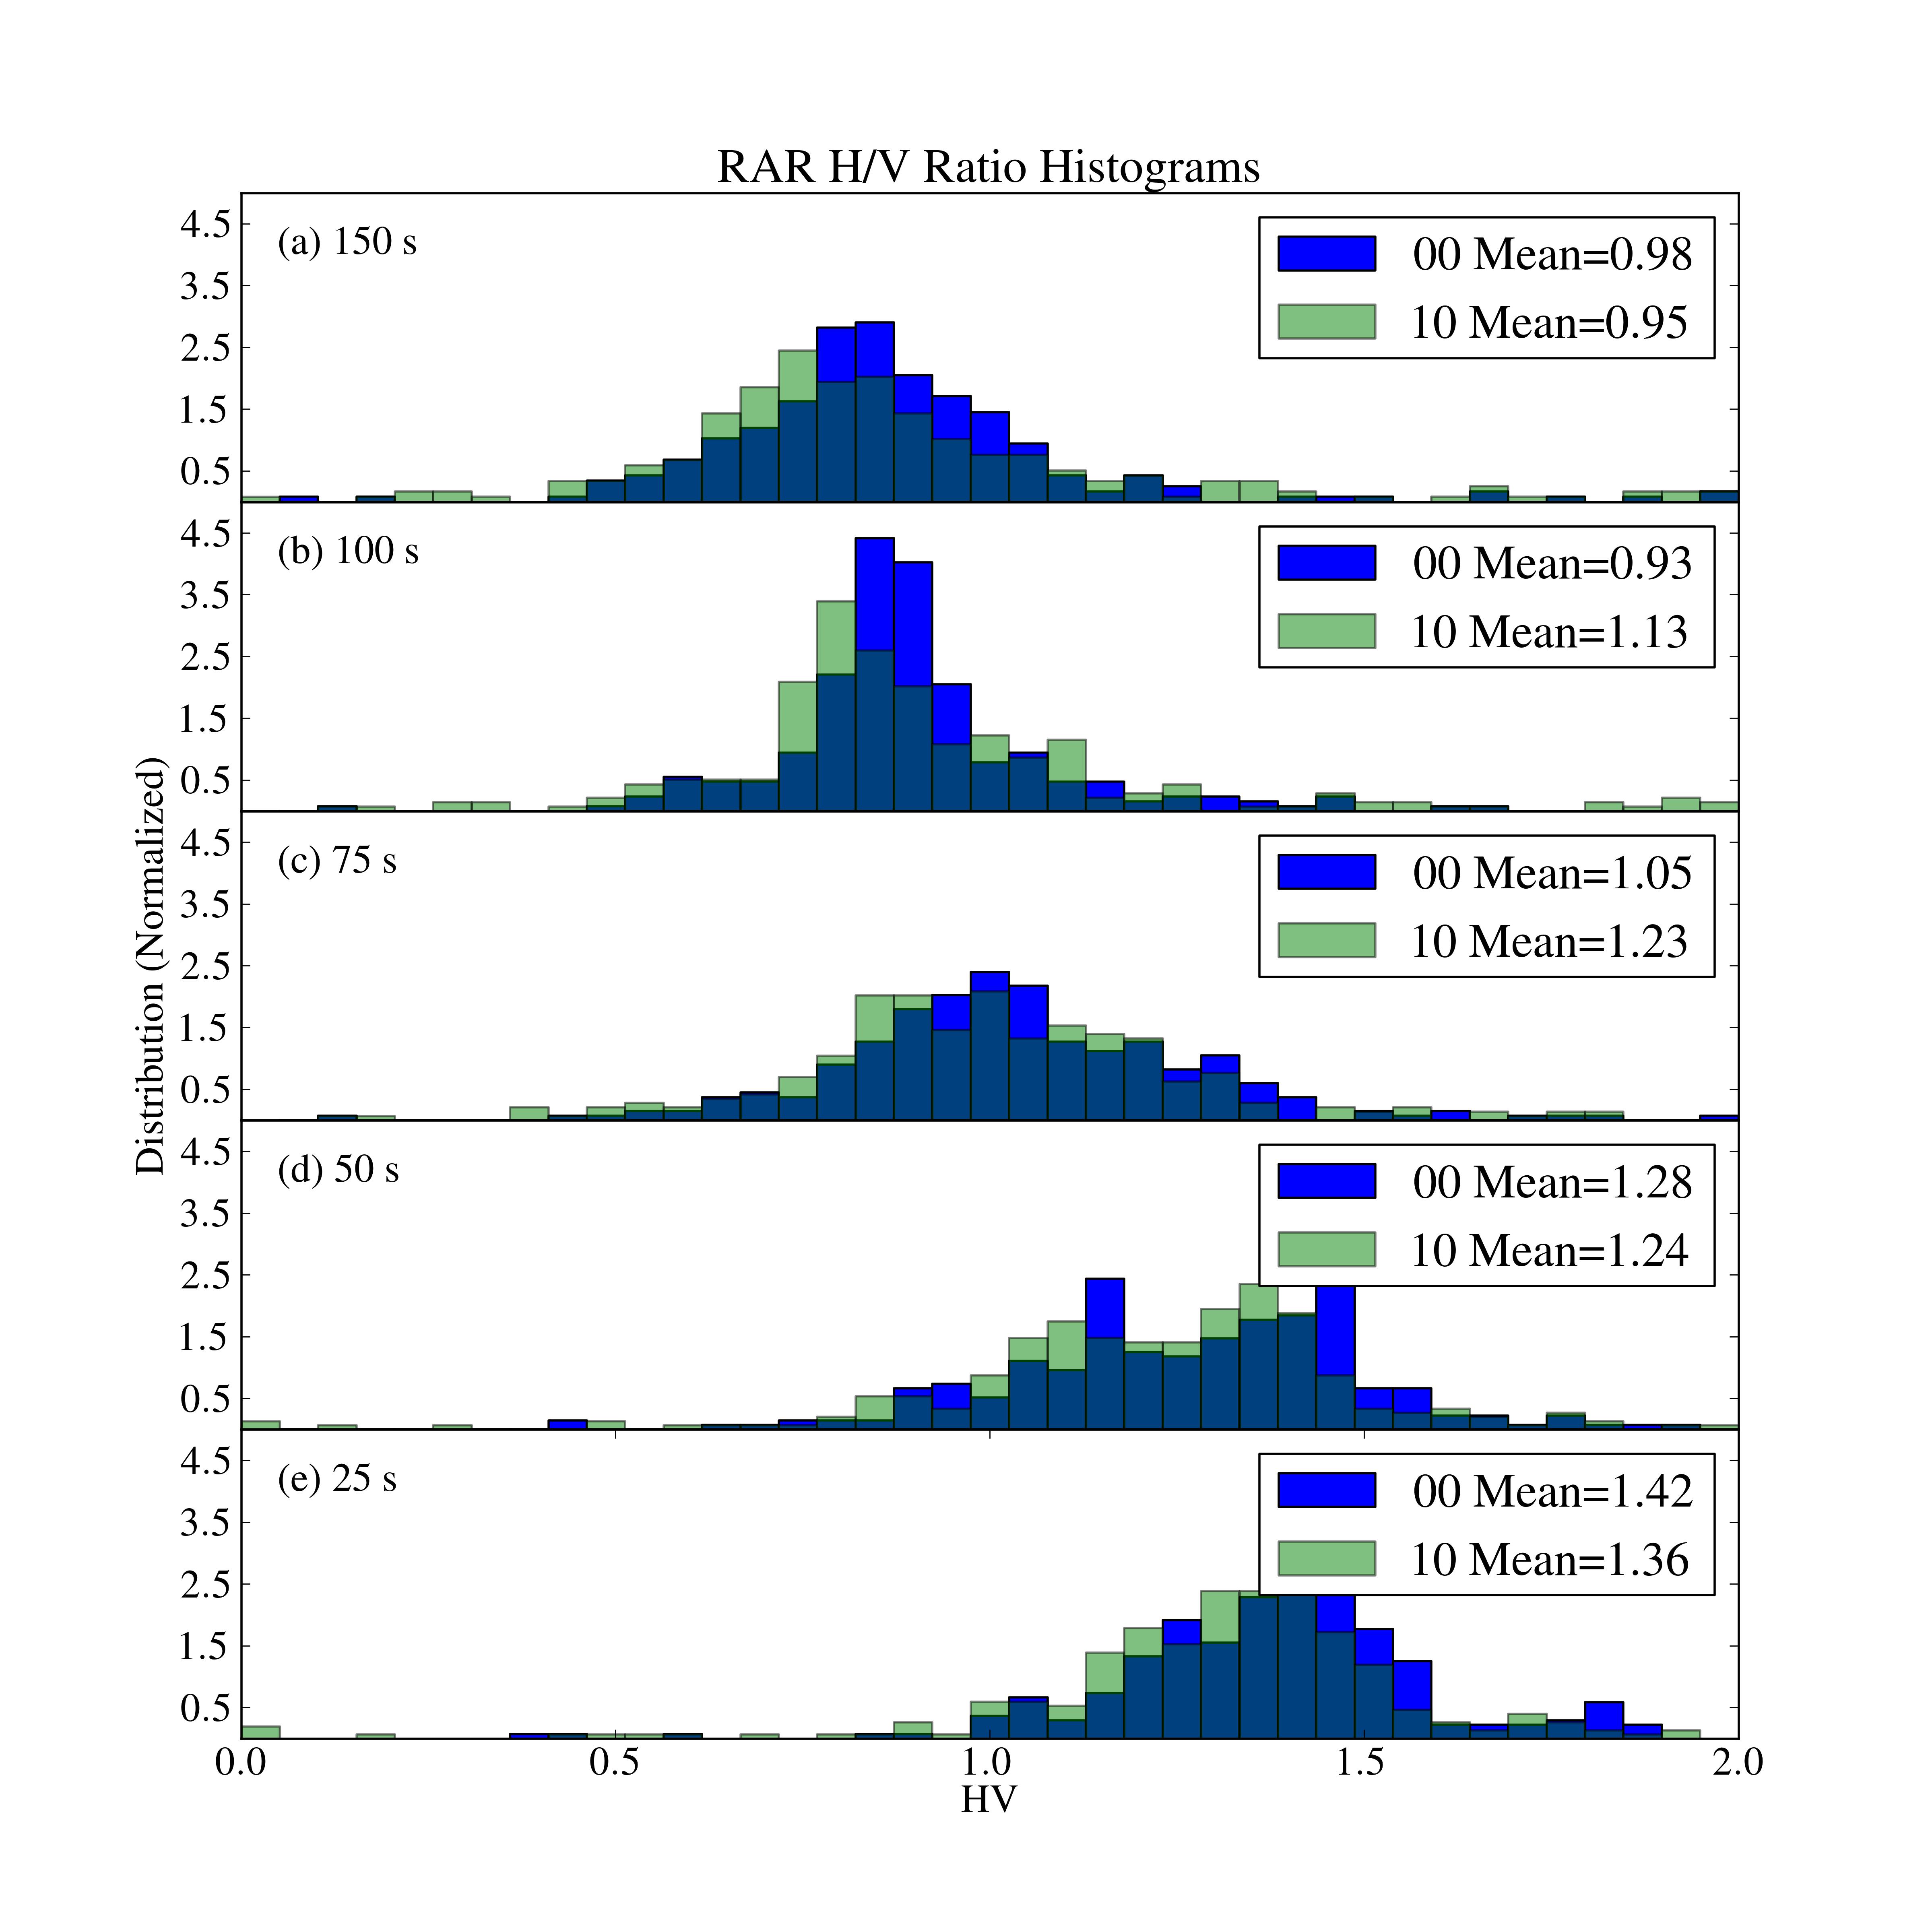 RAR H/V Ratio Histograms
4.5
3.5
2.5
1.5
0.5
(a) 150 s
00 Mean=0.98
10 Mean=0.95
4.5
3.5
2.5
1.5
0.5
(b) 100 s
00 Mean=0.93
10 Mean=1.13
4.5
3.5
2.5
1.5
0.5
(c) 75 s
00 Mean=1.05
10 Mean=1.23
4.5
3.5
2.5
1.5
0.5
(d) 50 s
00 Mean=1.28
10 Mean=1.24
4.5
3.5
2.5
1.5
0.5
(e) 25 s
00 Mean=1.42
10 Mean=1.36
Distribution (Normalized)
0.0 0.5 1.0 1.5 2.0
HV